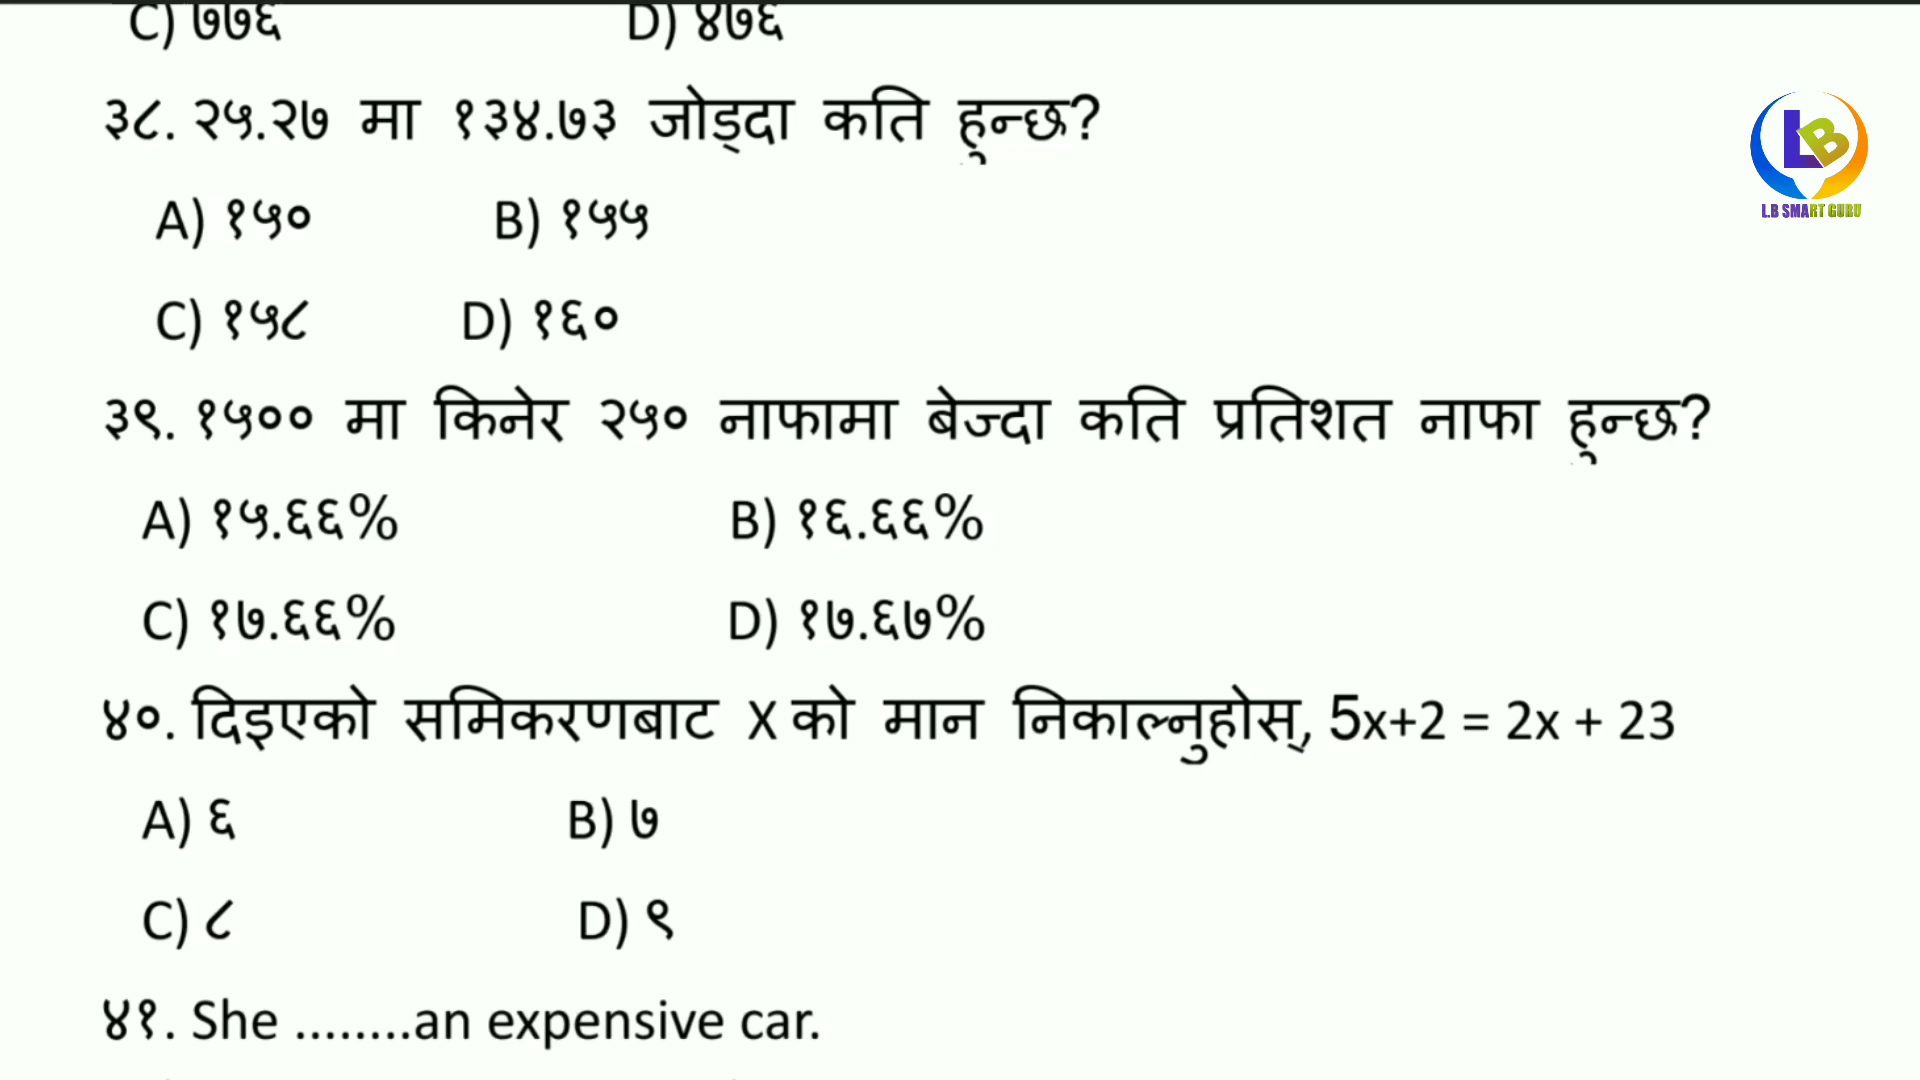 C) ७७६ D) ४७६
३८. २५.२७ मा १३४.७३ जोड्दा कति हुन्छ?
LB
L.B SMART GURU
A) १५० B) १५५
C) १५८ D) १६०
३९. १५०० मा किनेर २५० नाफामा बेज्दा कति प्रतिशत नाफा हुन्छ?
A) १५.६६% B) १६.६६%
C) १७.६६% D) १७.६७%
४०. दिइएको समिकरणबाट X को मान निकाल्नुहोस्, 5x+2 = 2x + 23
A) ६ B) ७
C) ८ D) ९
४१. She ........an expensive car.